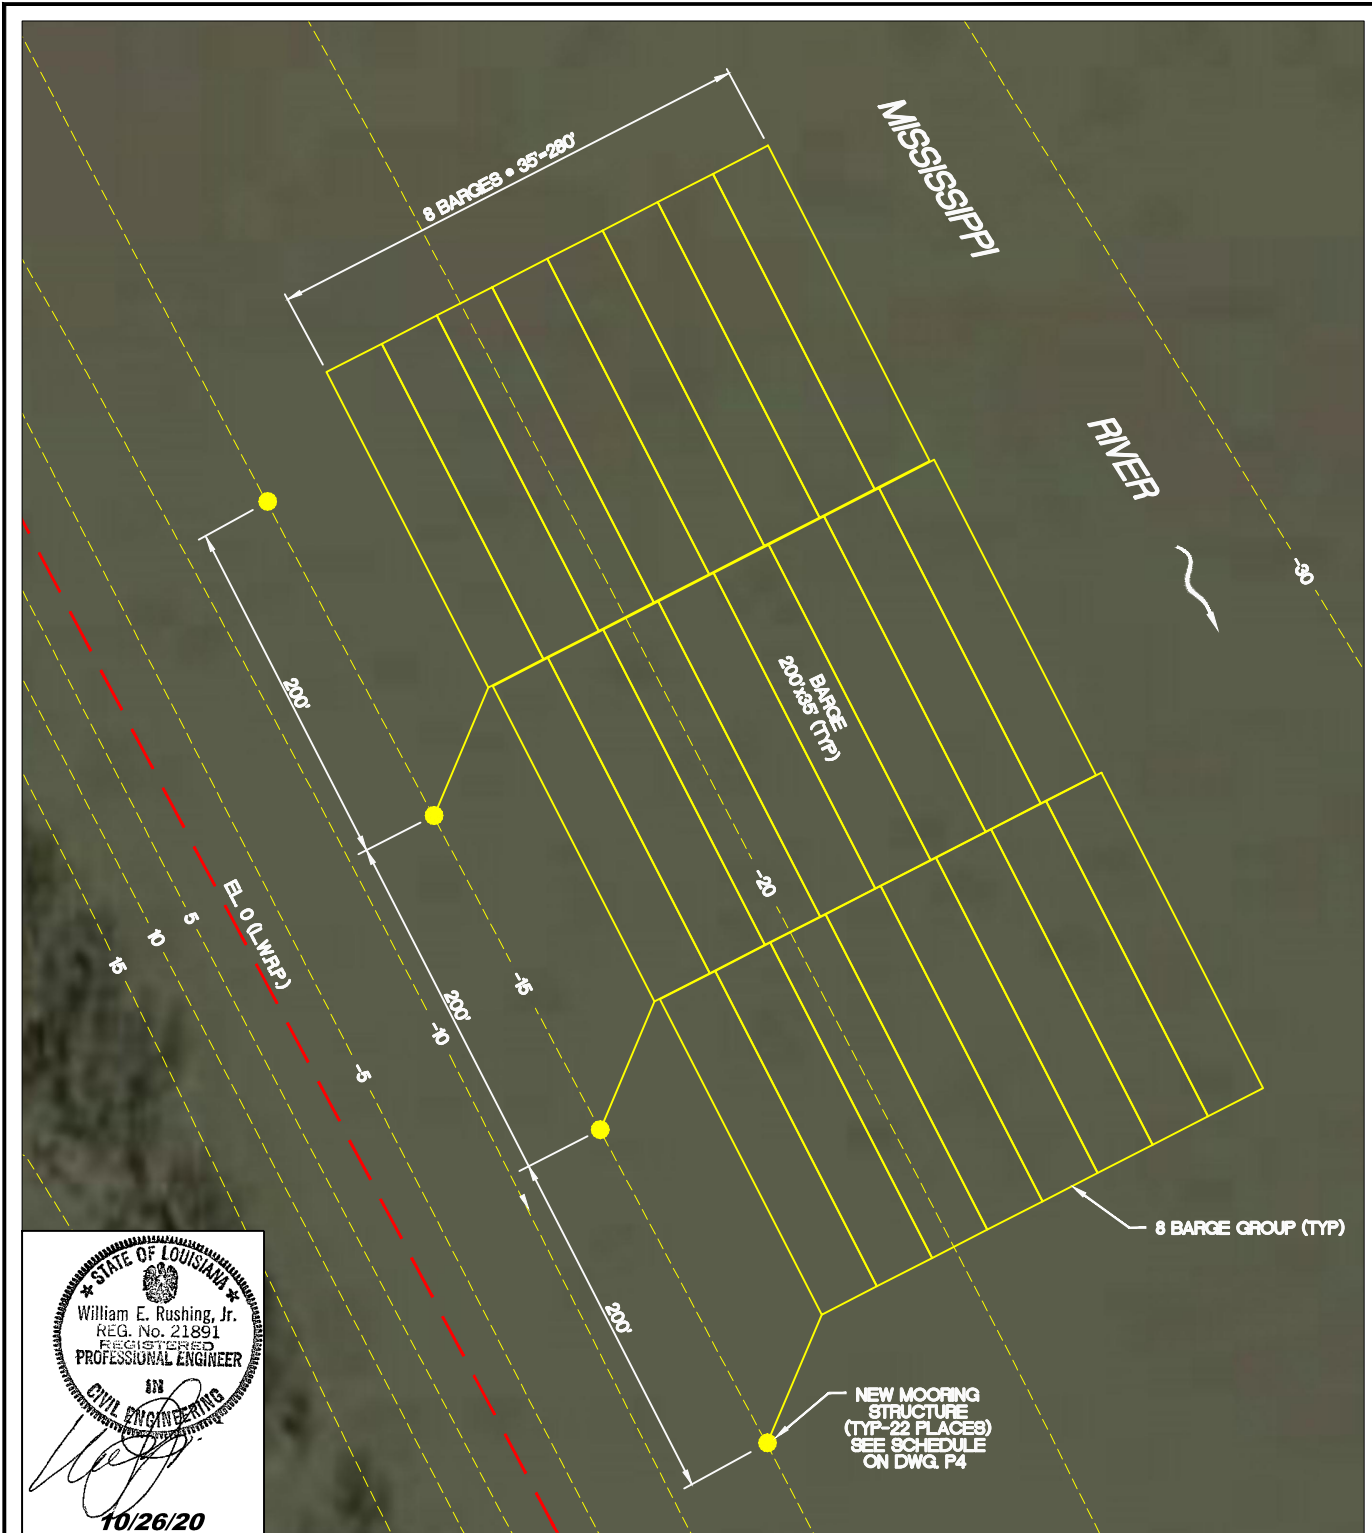 8 BARGES • 35'=280'
MISSISSIPPI
RIVER
-30
200'
BARGE
200'x35' (TYP)
-20
EL. 0 (L.W.R.P.)
5
10
15
-15
200'
-10
-5
8 BARGE GROUP (TYP)
200'
NEW MOORING
STRUCTURE
(TYP-22 PLACES)
SEE SCHEDULE
ON DWG. P4
STATE OF LOUISIANA
William E. Rushing, Jr.
REG. No. 21891
REGISTERED
PROFESSIONAL ENGINEER
IN
CIVIL ENGINEERING
10/26/20